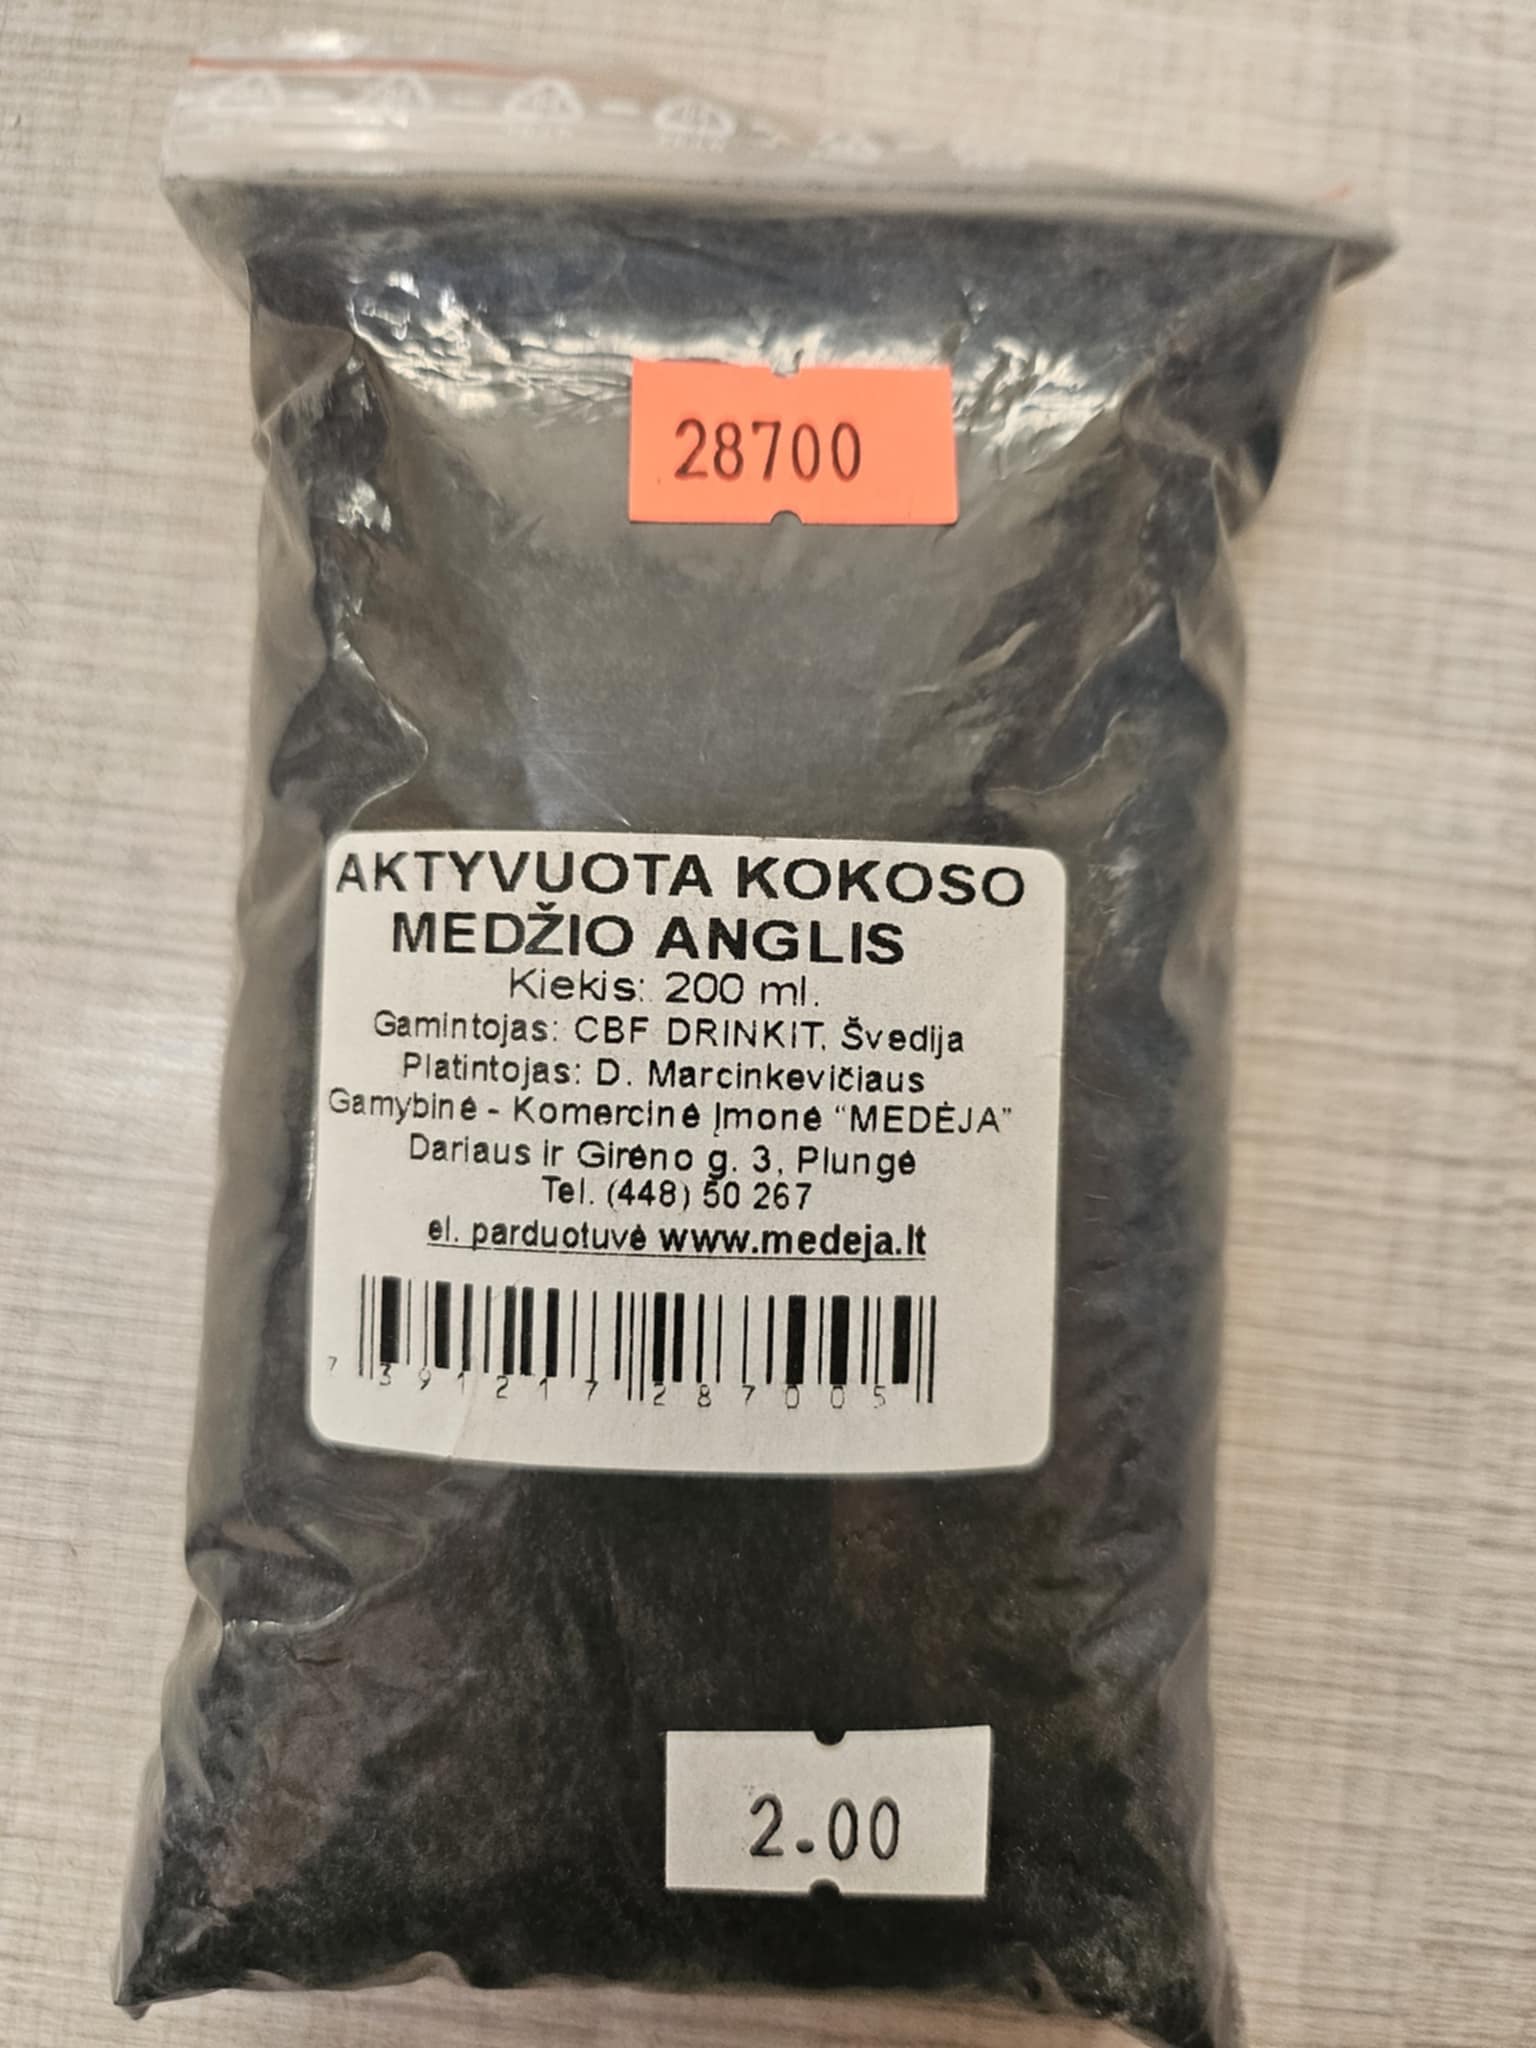 28700
AKTYVUOTA KOKOSO
MEDŽIO ANGLIS
Kiekis: 200 ml.
Gamintojas: CBF DRINKIT, Švedija
Platintojas: D. Marcinkevičiaus
Gamybinė - Komercinė Įmonė "MEDĖJA"
Dariaus ir Girėno g. 3, Plungė
Tel. (448) 50 267
el. parduotuvė www.medeja.lt
7 391217 287005
2.00